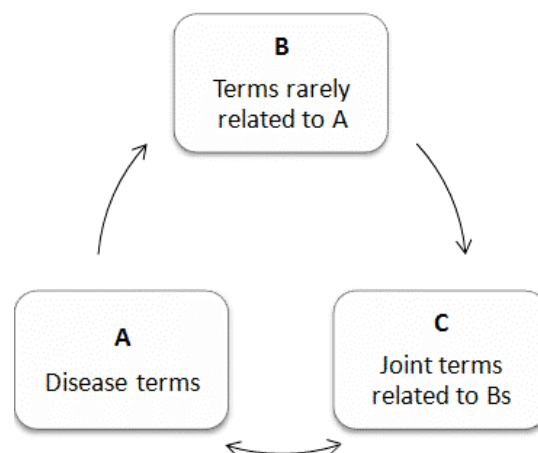 B
Terms rarely
related to A
A
Disease terms
C
Joint terms
related to Bs